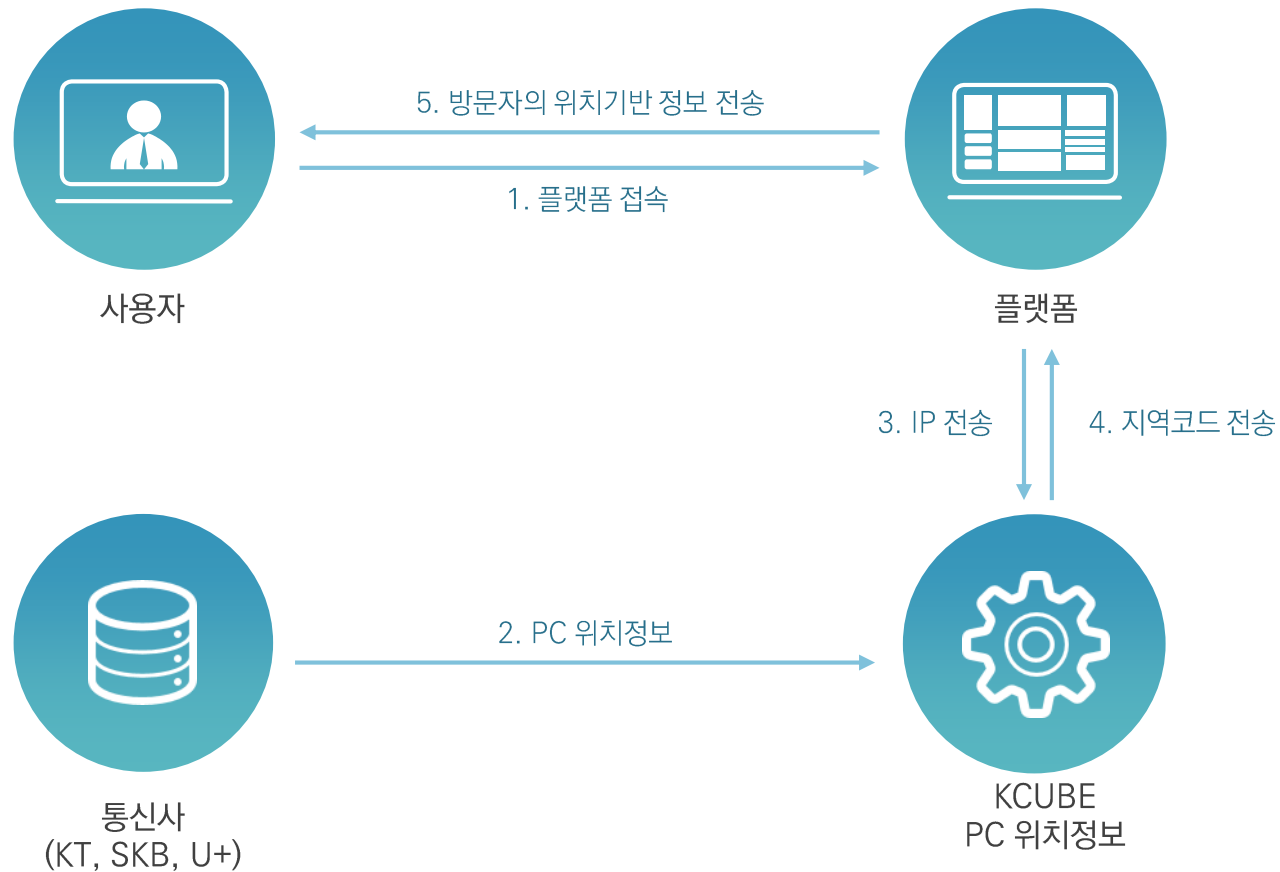 5. 방문자의 위치기반 정보 전송
1. 플랫폼 접속
사용자
플랫폼
3. IP 전송
4. 지역코드 전송
2. PC 위치정보
통신사
(KT, SKB, U+)
KCUBE
PC 위치정보